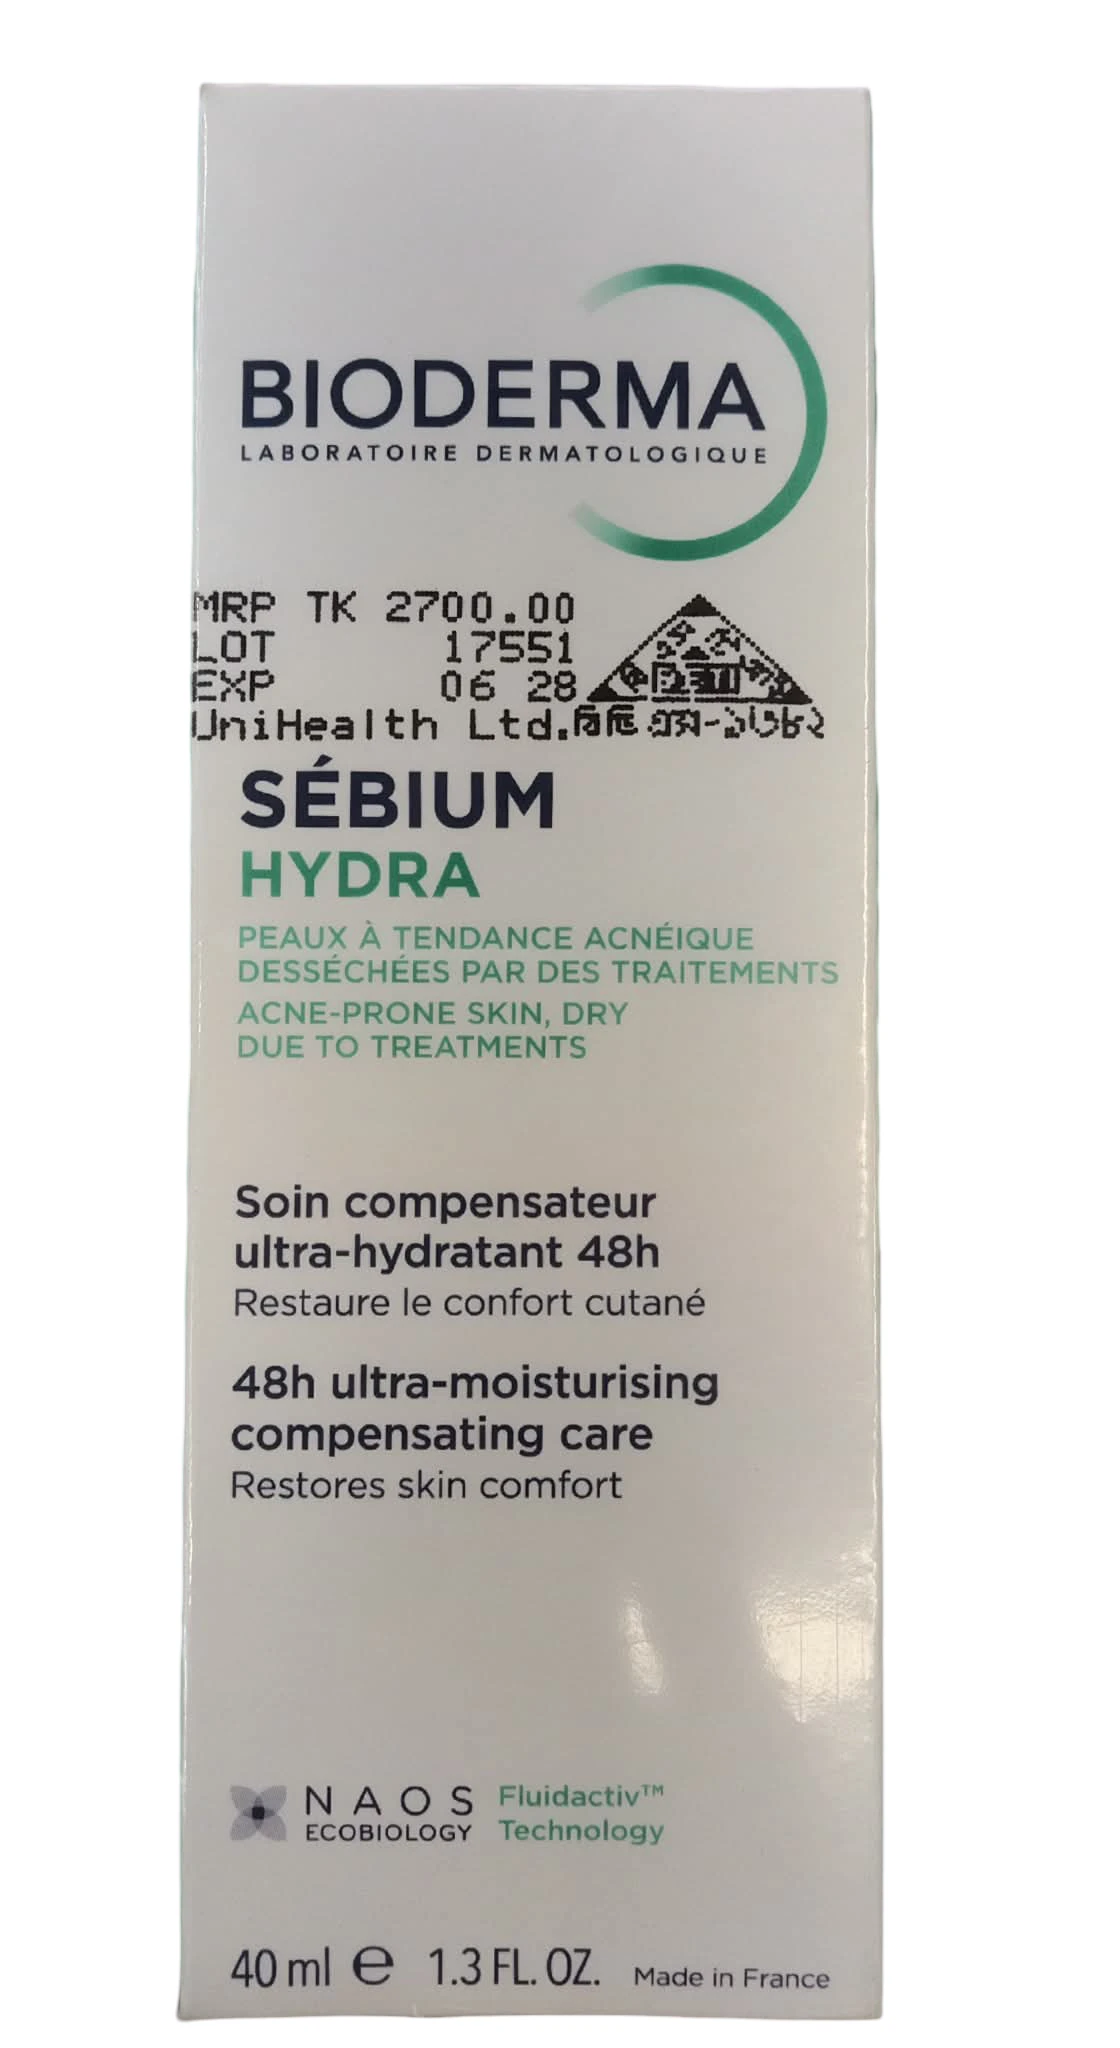 BIODERMA
LABORATOIRE DERMATOLOGIQUE
MRP TK 2700.00
LOT 17551
EXP 06 28
UniHealth Ltd.
SÉBIUM
HYDRA
PEAUX À TENDANCE ACNÉIQUE
DESSÉCHÉES PAR DES TRAITEMENTS
ACNE-PRONE SKIN, DRY
DUE TO TREATMENTS
Soin compensateur
ultra-hydratant 48h
Restaure le confort cutané
48h ultra-moisturising
compensating care
Restores skin comfort
NAOS
ECOBIOLOGY
Fluidactiv™
Technology
40 ml e 1.3 FL. OZ. Made in France